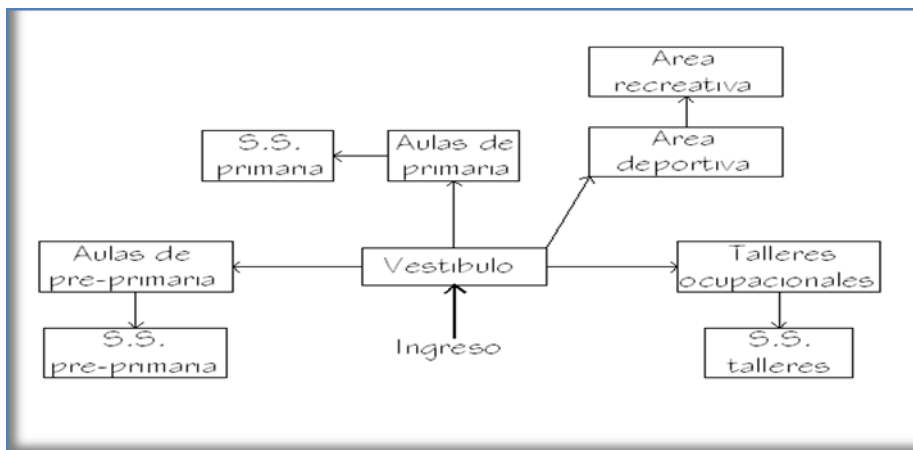 Area
recreativa
S.S.
primaria
Aulas de
primaria
Area
deportiva
Aulas de
pre-primaria
Vestibulo
Talleres
ocupacionales
S.S.
pre-primaria
Ingreso
S.S.
talleres